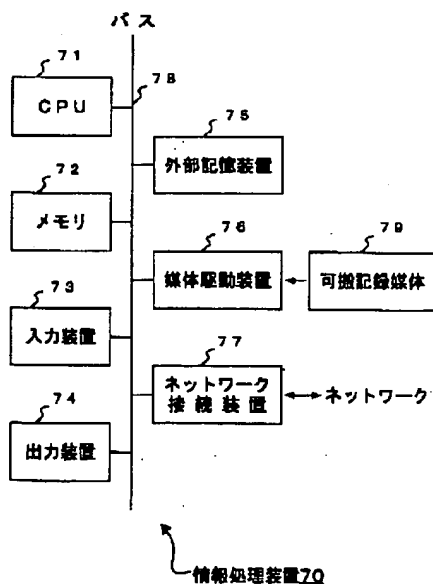 バス
71
78
CPU
75
外部記憶装置
72
メモリ
76
79
媒体駆動装置
可搬記録媒体
73
入力装置
77
ネットワーク
接続装置
ネットワーク
74
出力装置
情報処理装置70